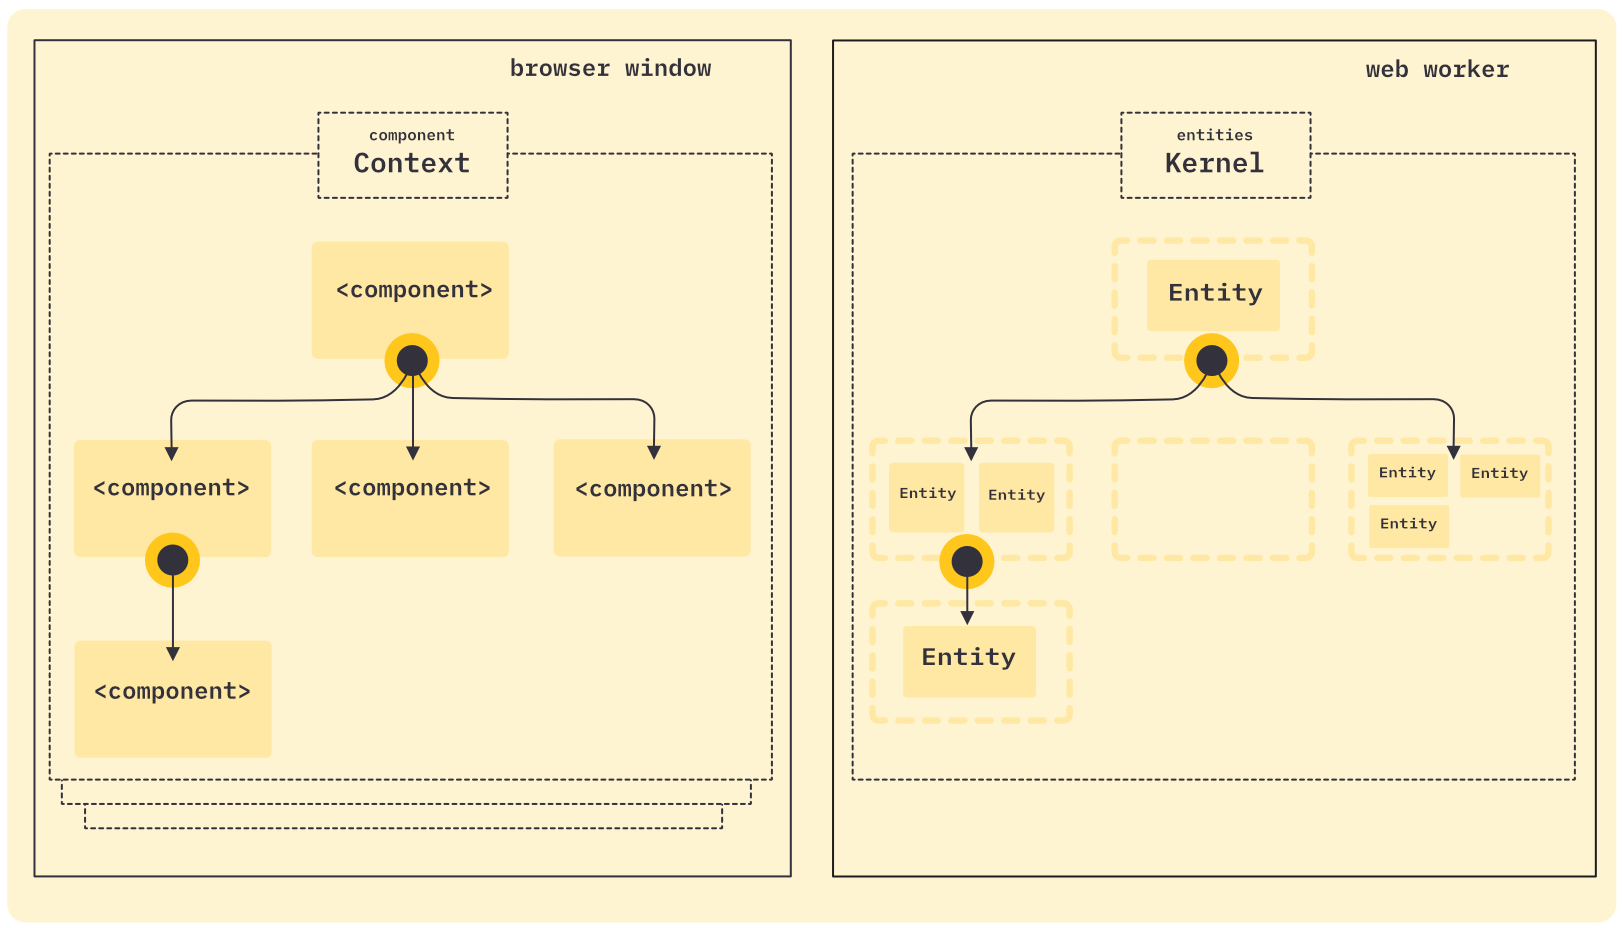 browser window
component
Context
<component>
<component>
<component>
<component>
<component>
web worker
entities
Kernel
Entity
Entity
Entity
Entity
Entity
Entity
Entity